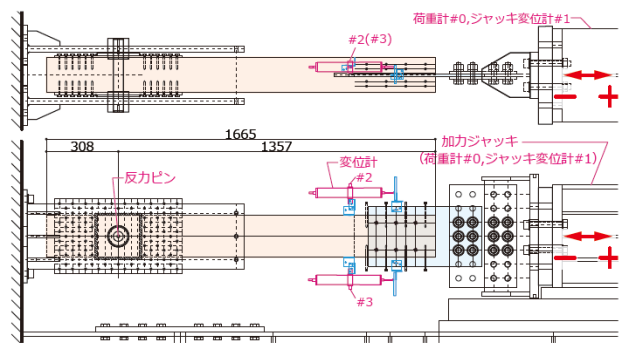 荷重計#0,ジャッキ変位計#1
#2(#3)
1665
308
1357
加力ジャッキ
(荷重計#0,ジャッキ変位計#1)
反力ピン
変位計
#2
#3